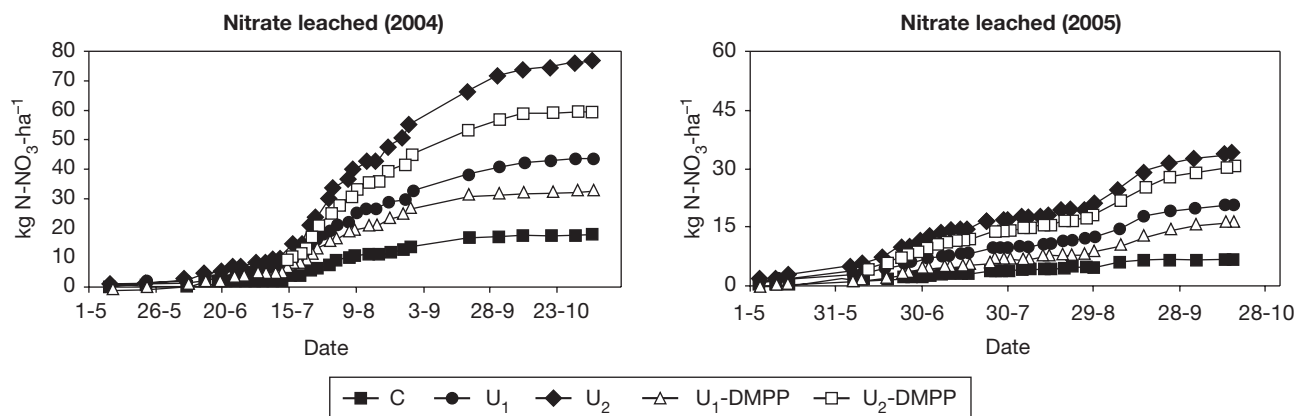 Nitrate leached (2004)
80
70
60
50
40
30
20
10
0
kg N-NO₃-ha⁻¹
1-5 26-5 20-6 15-7 9-8 3-9 28-9 23-10
Date
Nitrate leached (2005)
60
45
30
15
0
kg N-NO₃-ha⁻¹
1-5 31-5 30-6 30-7 29-8 28-9 28-10
Date
C U₁ U₂ U₁-DMPP U₂-DMPP